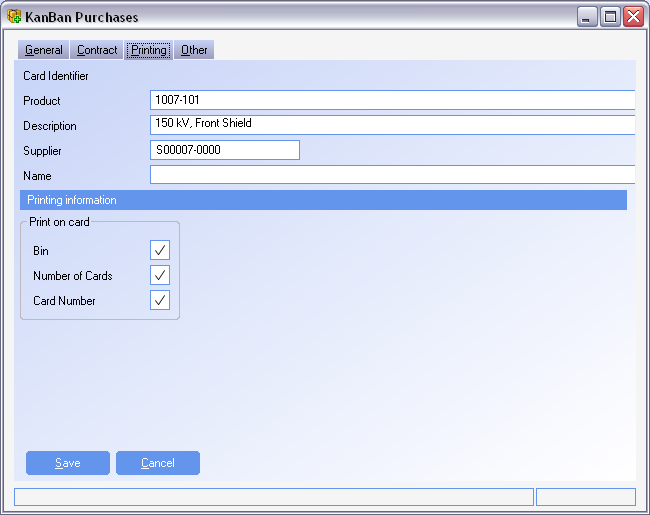 KanBan Purchases
General Contract Printing Other
Card Identifier
Product 1007-101
Description 150 kV, Front Shield
Supplier S00007-0000
Name
Printing information
Print on card
Bin
Number of Cards
Card Number
Save Cancel